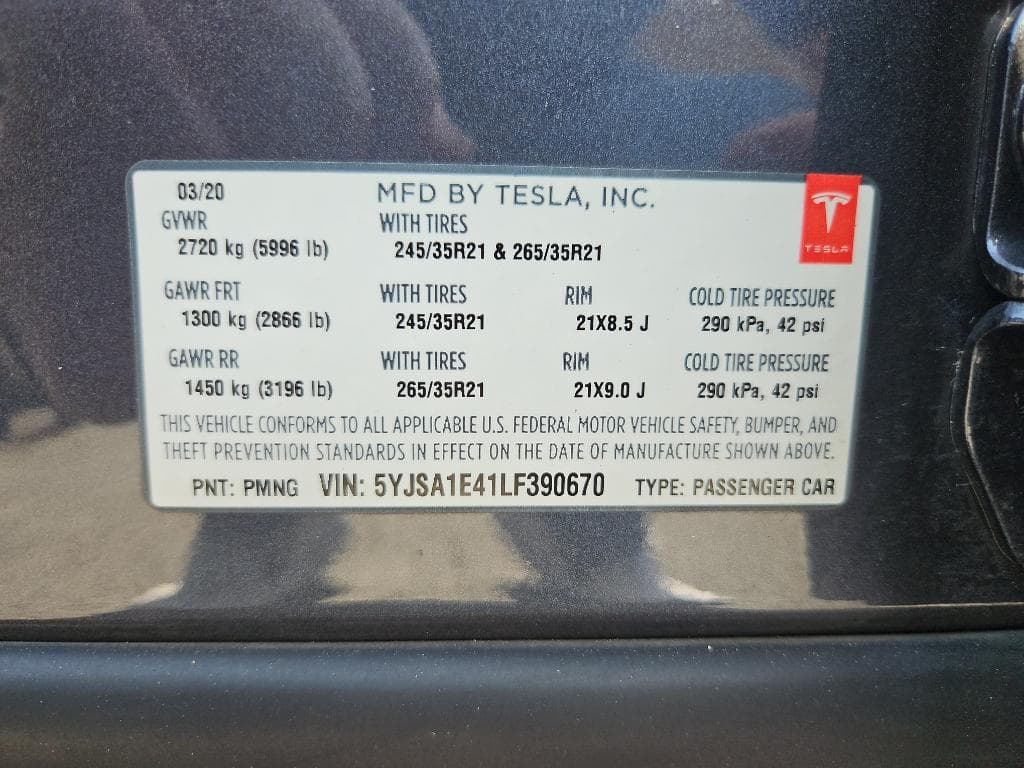 03/20 MFD BY TESLA, INC.
GVWR WITH TIRES
2720 kg (5996 lb) 245/35R21 & 265/35R21
TESLA
GAWR FRT WITH TIRES RIM COLD TIRE PRESSURE
1300 kg (2866 lb) 245/35R21 21X8.5 J 290 kPa, 42 psi
GAWR RR WITH TIRES RIM COLD TIRE PRESSURE
1450 kg (3196 lb) 265/35R21 21X9.0 J 290 kPa, 42 psi
THIS VEHICLE CONFORMS TO ALL APPLICABLE U.S. FEDERAL MOTOR VEHICLE SAFETY, BUMPER, AND
THEFT PREVENTION STANDARDS IN EFFECT ON THE DATE OF MANUFACTURE SHOWN ABOVE.
PNT: PMNG VIN: 5YJSA1E41LF390670 TYPE: PASSENGER CAR